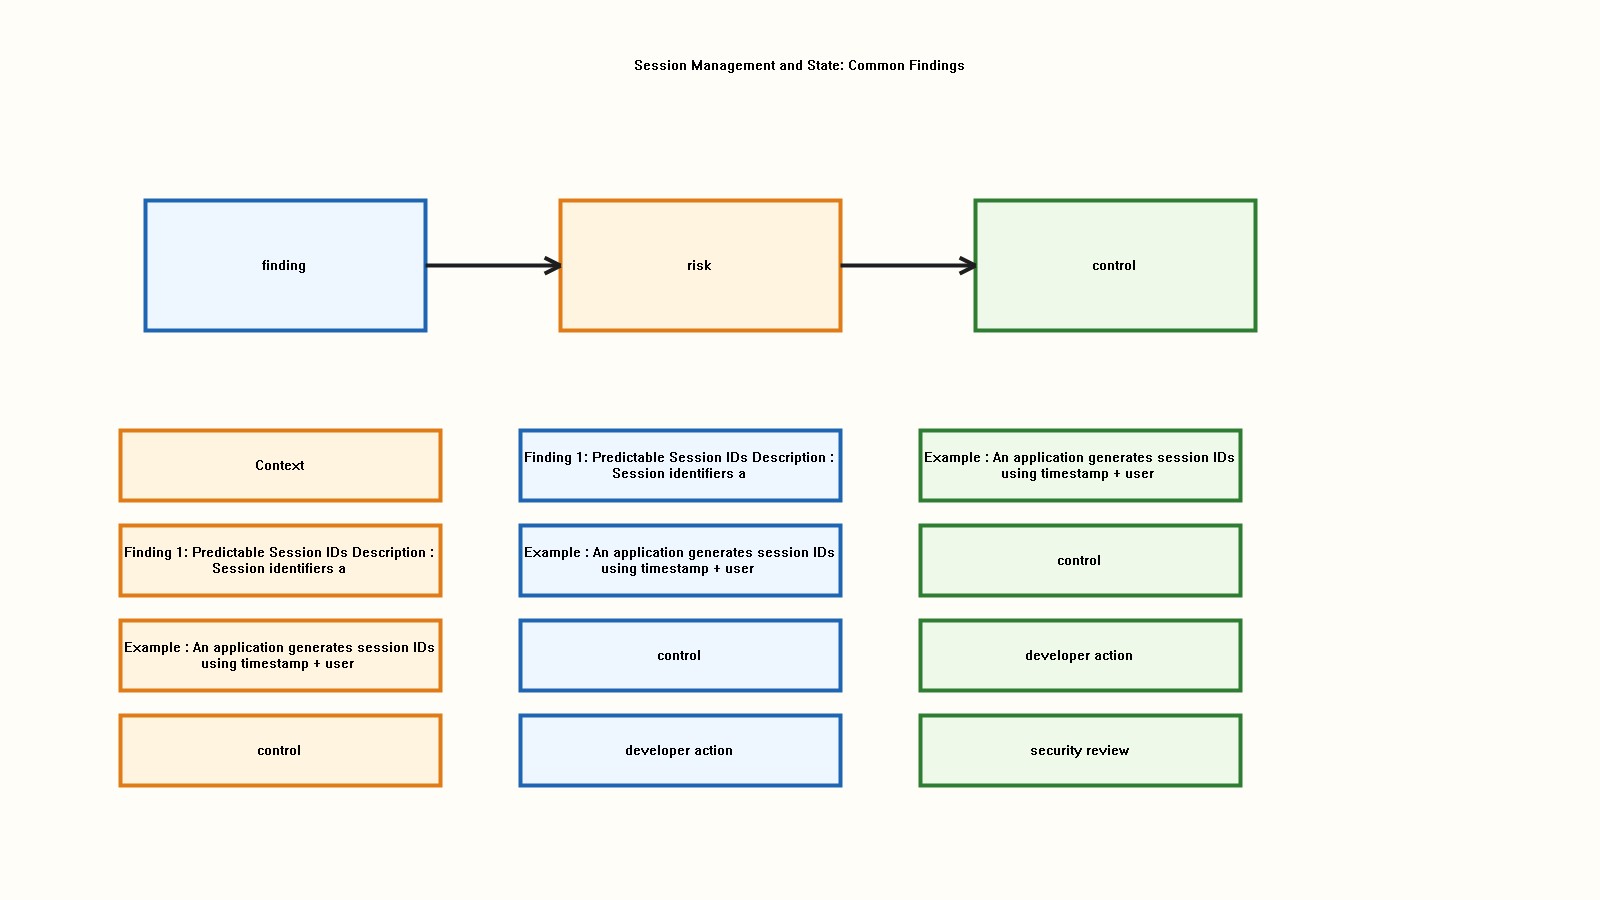 Session Management and State: Common Findings
finding
risk
control
Context
Finding 1: Predictable Session IDs Description :
Session identifiers a
Example : An application generates session IDs
using timestamp + user
Finding 1: Predictable Session IDs Description :
Session identifiers a
Example : An application generates session IDs
using timestamp + user
control
Example : An application generates session IDs
using timestamp + user
control
developer action
control
developer action
security review